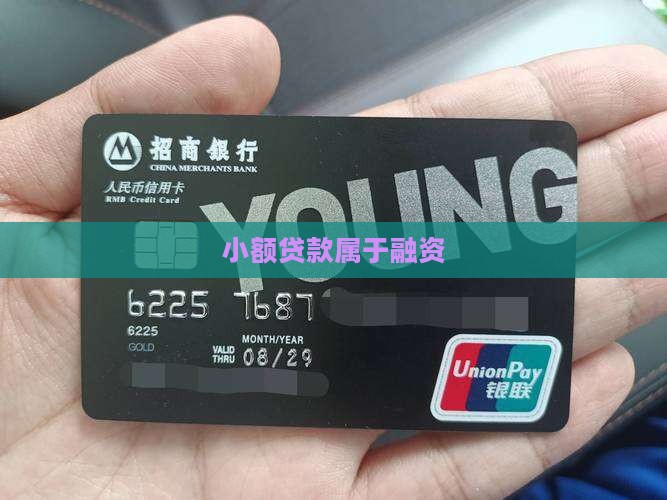 招商银行
CHINA MERCHANTS BANK
人民币信用卡
RMB Credit Card
YOUNG
小额贷款属于融资
6225 7687
6225
GOLD
MONTH/YEAR
VALID
THRU
08/29
UnionPay
银联